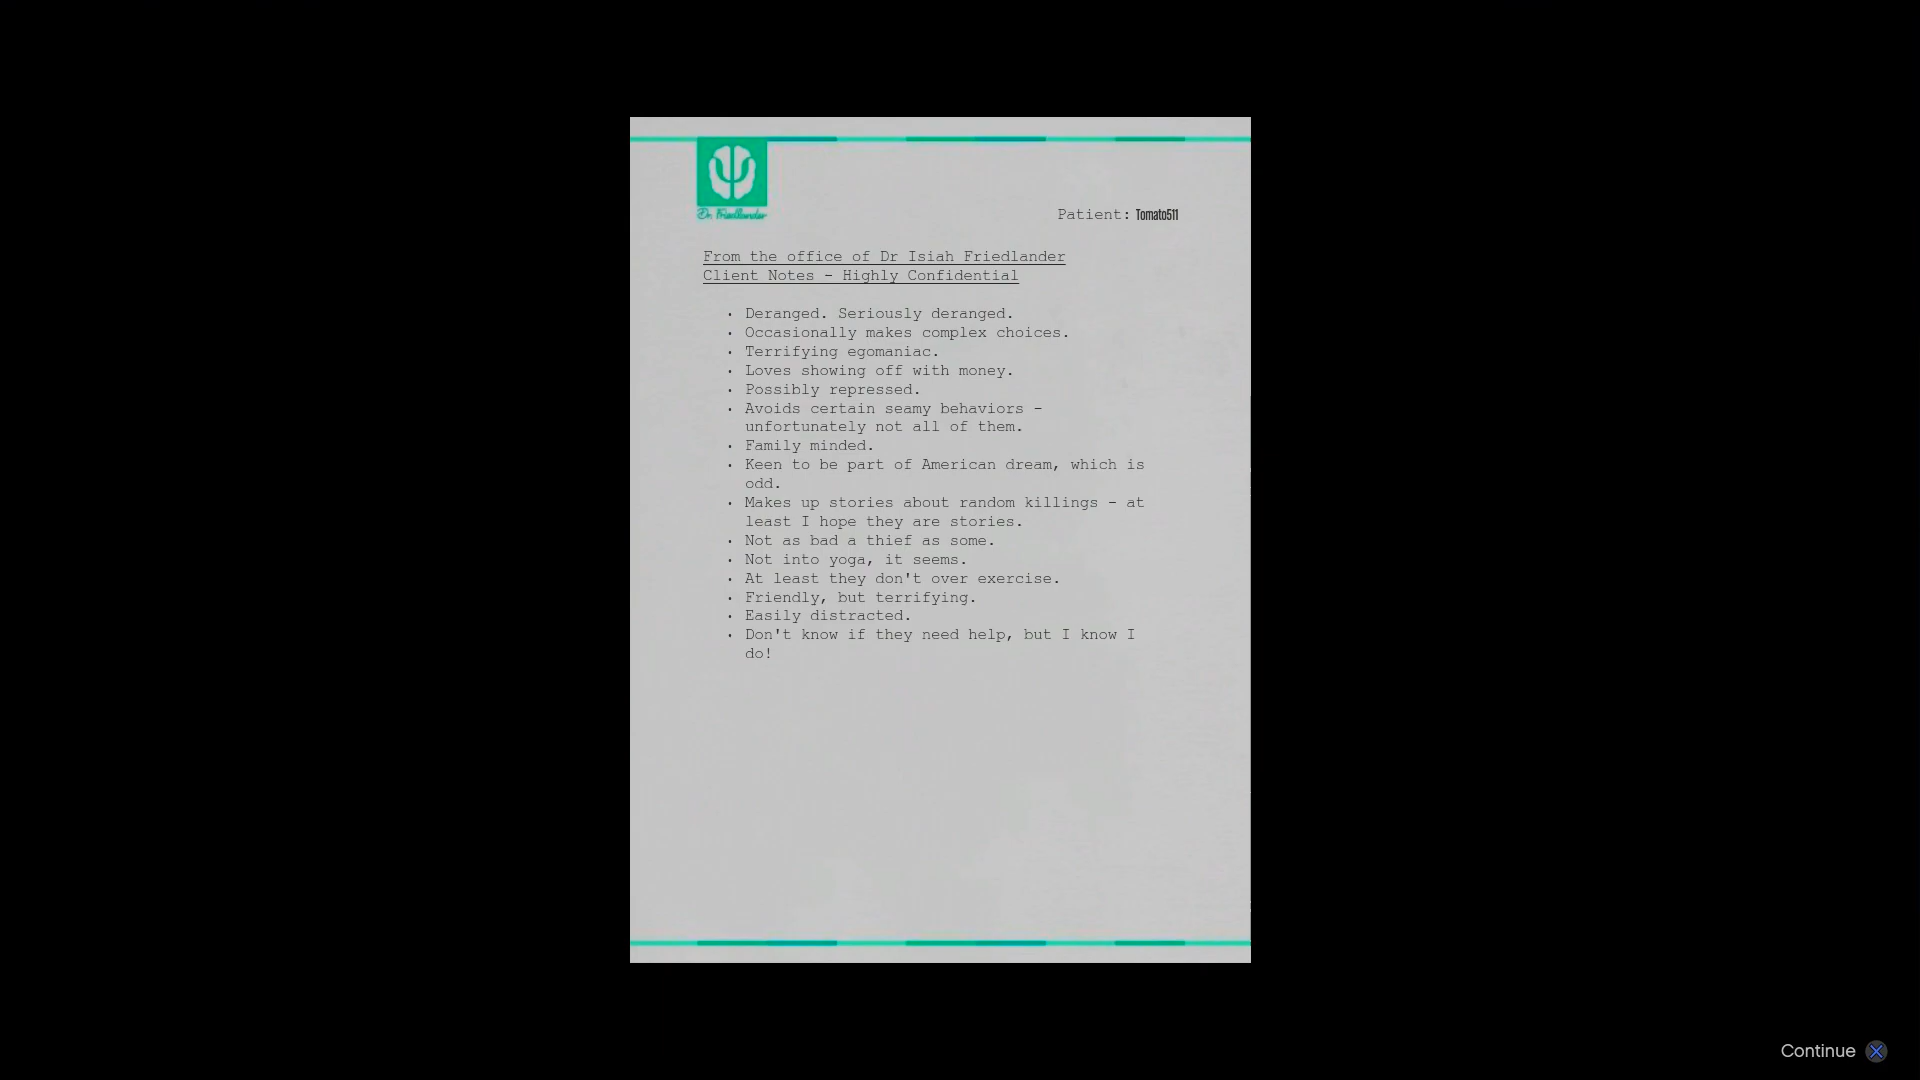 Dr. Friedlander
Patient: Tomato511
From the office of Dr Isiah Friedlander
Client Notes - Highly Confidential
• Deranged. Seriously deranged.
• Occasionally makes complex choices.
• Terrifying egomaniac.
• Loves showing off with money.
• Possibly repressed.
• Avoids certain seamy behaviors -
unfortunately not all of them.
• Family minded.
• Keen to be part of American dream, which is
odd.
• Makes up stories about random killings - at
least I hope they are stories.
• Not as bad a thief as some.
• Not into yoga, it seems.
• At least they don't over exercise.
• Friendly, but terrifying.
• Easily distracted.
• Don't know if they need help, but I know I
do!
Continue